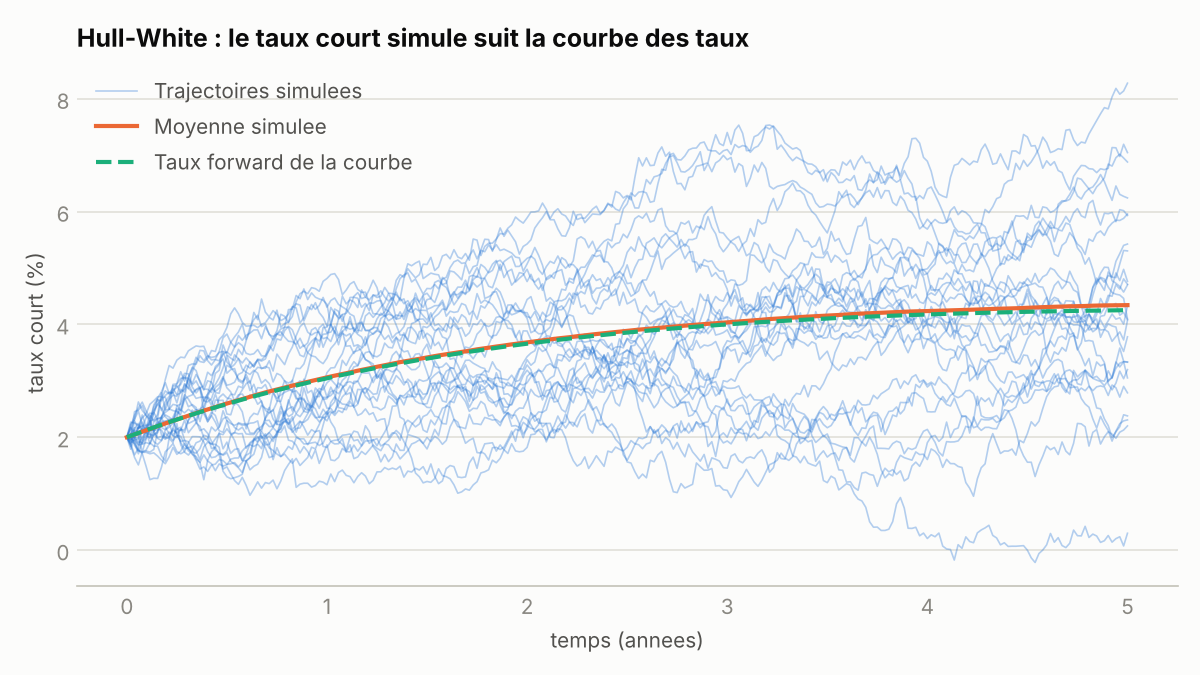 Hull-White : le taux court simule suit la courbe des taux
Trajectoires simulees
Moyenne simulee
Taux forward de la courbe
taux court (%)
8
6
4
2
0
0 1 2 3 4 5
temps (annees)